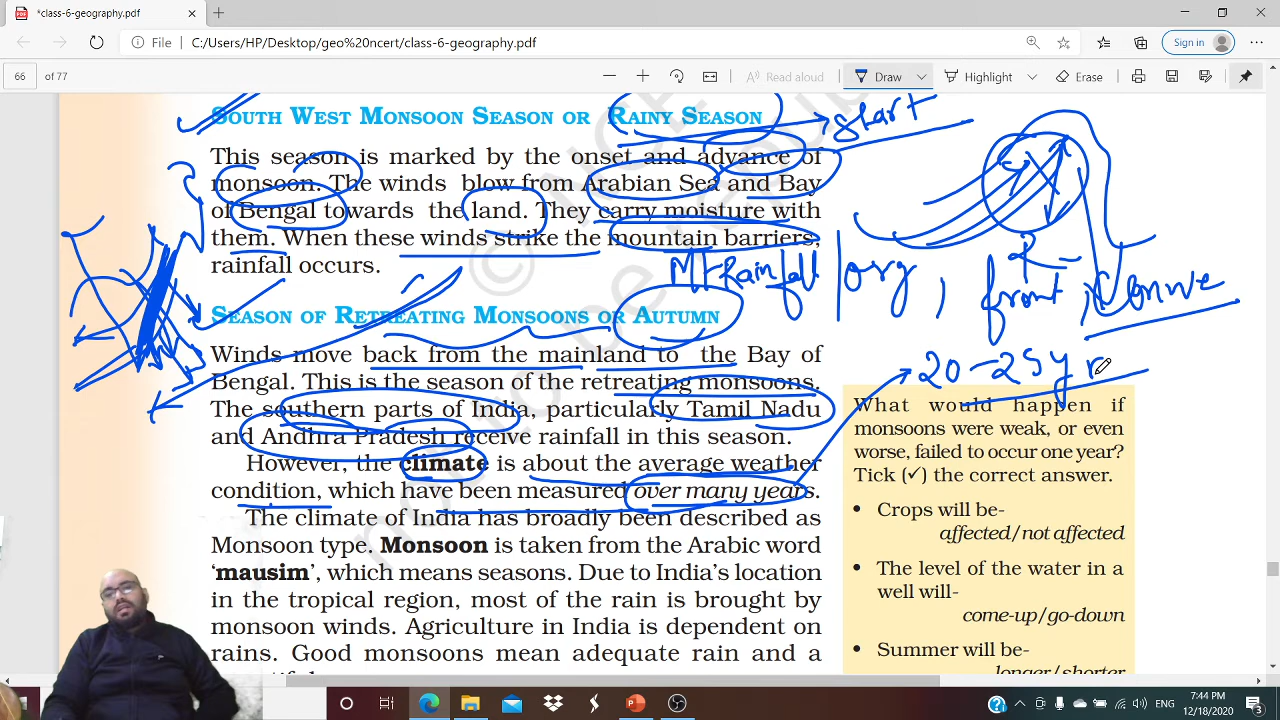 *class-6-geography.pdf
File C:/Users/HP/Desktop/geo%20ncert/class-6-geography.pdf Sign in
66 of 77 Read aloud Draw Highlight Erase
SOUTH WEST MONSOON SEASON OR RAINY SEASON
start
This season is marked by the onset and advance of
monsoon. The winds blow from Arabian Sea and Bay
of Bengal towards the land. They carry moisture with
them. When these winds strike the mountain barriers,
rainfall occurs.
MT Rainfall org, front, Conve
SEASON OF RETREATING MONSOONS OR AUTUMN
Winds move back from the mainland to the Bay of
Bengal. This is the season of the retreating monsoons.
The southern parts of India, particularly Tamil Nadu
and Andhra Pradesh receive rainfall in this season.
However, the climate is about the average weather
condition, which have been measured over many years.
The climate of India has broadly been described as
Monsoon type. Monsoon is taken from the Arabic word
‘mausim’, which means seasons. Due to India’s location
in the tropical region, most of the rain is brought by
monsoon winds. Agriculture in India is dependent on
rains. Good monsoons mean adequate rain and a
20-25yr
What would happen if
monsoons were weak, or even
worse, failed to occur one year?
Tick (✓) the correct answer.
• Crops will be-
affected/not affected
• The level of the water in a
well will-
come-up/go-down
• Summer will be-
longer/shorter
ENG
7:44 PM
12/18/2020
3